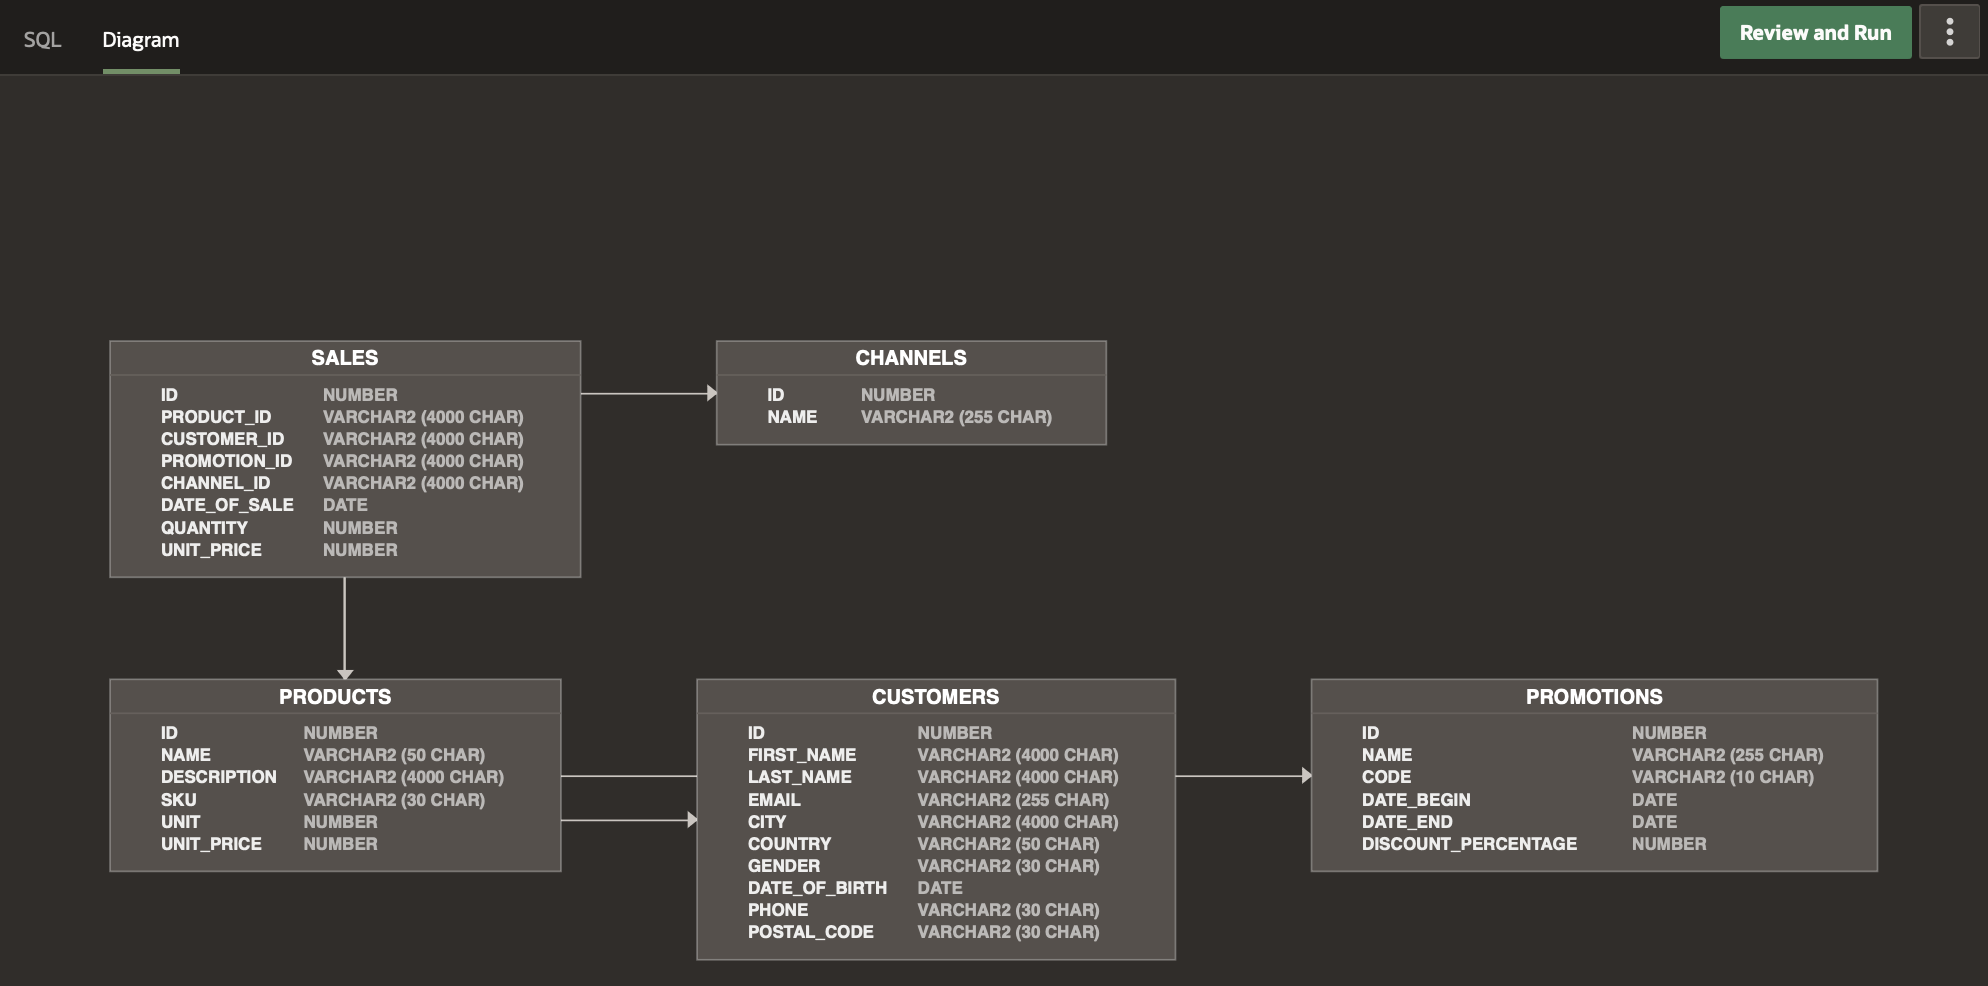 SQL Diagram Review and Run
SALES
ID NUMBER
PRODUCT_ID VARCHAR2 (4000 CHAR)
CUSTOMER_ID VARCHAR2 (4000 CHAR)
PROMOTION_ID VARCHAR2 (4000 CHAR)
CHANNEL_ID VARCHAR2 (4000 CHAR)
DATE_OF_SALE DATE
QUANTITY NUMBER
UNIT_PRICE NUMBER
CHANNELS
ID NUMBER
NAME VARCHAR2 (255 CHAR)
PRODUCTS
ID NUMBER
NAME VARCHAR2 (50 CHAR)
DESCRIPTION VARCHAR2 (4000 CHAR)
SKU VARCHAR2 (30 CHAR)
UNIT NUMBER
UNIT_PRICE NUMBER
CUSTOMERS
ID NUMBER
FIRST_NAME VARCHAR2 (4000 CHAR)
LAST_NAME VARCHAR2 (4000 CHAR)
EMAIL VARCHAR2 (255 CHAR)
CITY VARCHAR2 (4000 CHAR)
COUNTRY VARCHAR2 (50 CHAR)
GENDER VARCHAR2 (30 CHAR)
DATE_OF_BIRTH DATE
PHONE VARCHAR2 (30 CHAR)
POSTAL_CODE VARCHAR2 (30 CHAR)
PROMOTIONS
ID NUMBER
NAME VARCHAR2 (255 CHAR)
CODE VARCHAR2 (10 CHAR)
DATE_BEGIN DATE
DATE_END DATE
DISCOUNT_PERCENTAGE NUMBER